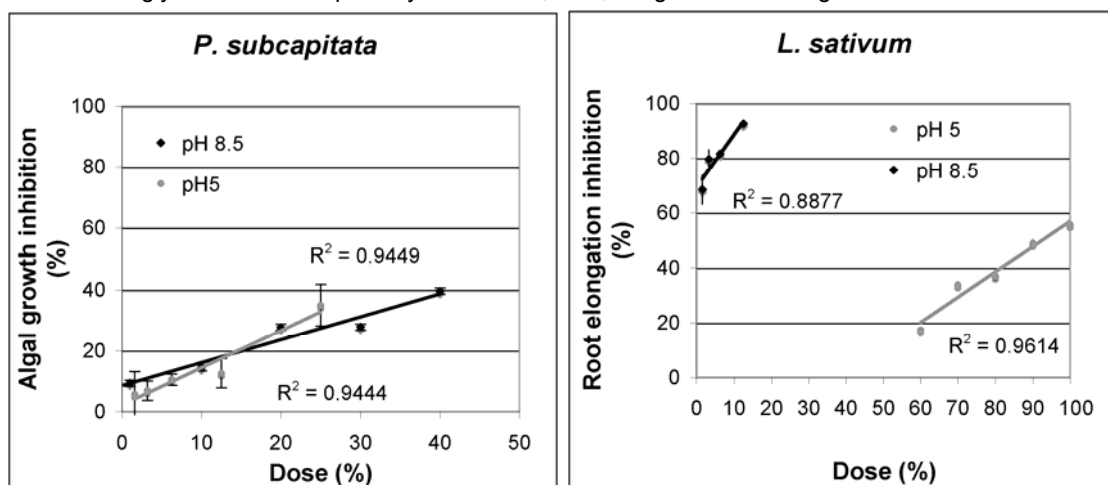 P. subcapitata
Algal growth inhibition
(%)
100
80
60
40
20
0
pH 8.5
pH5
R² = 0.9449
R² = 0.9444
0 10 20 30 40 50
Dose (%)
L. sativum
Root elongation inhibition
(%)
100
80
60
40
20
0
pH 5
pH 8.5
R² = 0.8877
R² = 0.9614
0 10 20 30 40 50 60 70 80 90 100
Dose (%)